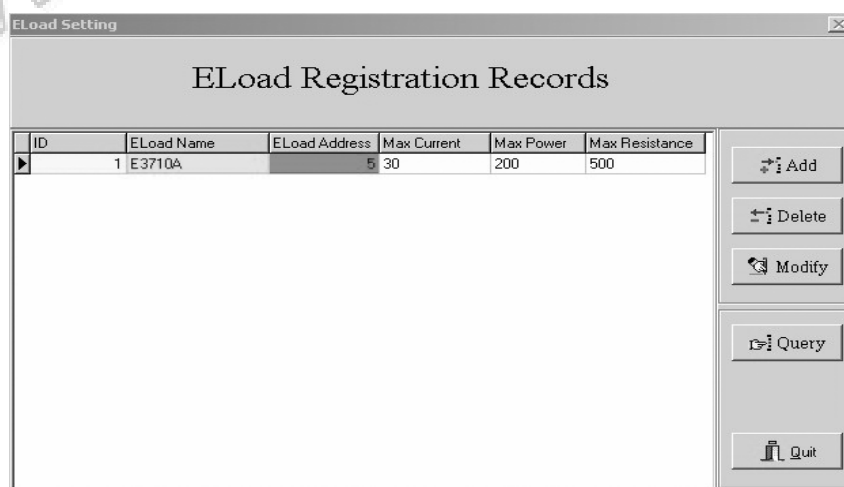 ELoad Setting
ELoad Registration Records
ID ELoad Name ELoad Address Max Current Max Power Max Resistance
1 E3710A 5 30 200 500
Add
Delete
Modify
Query
Quit